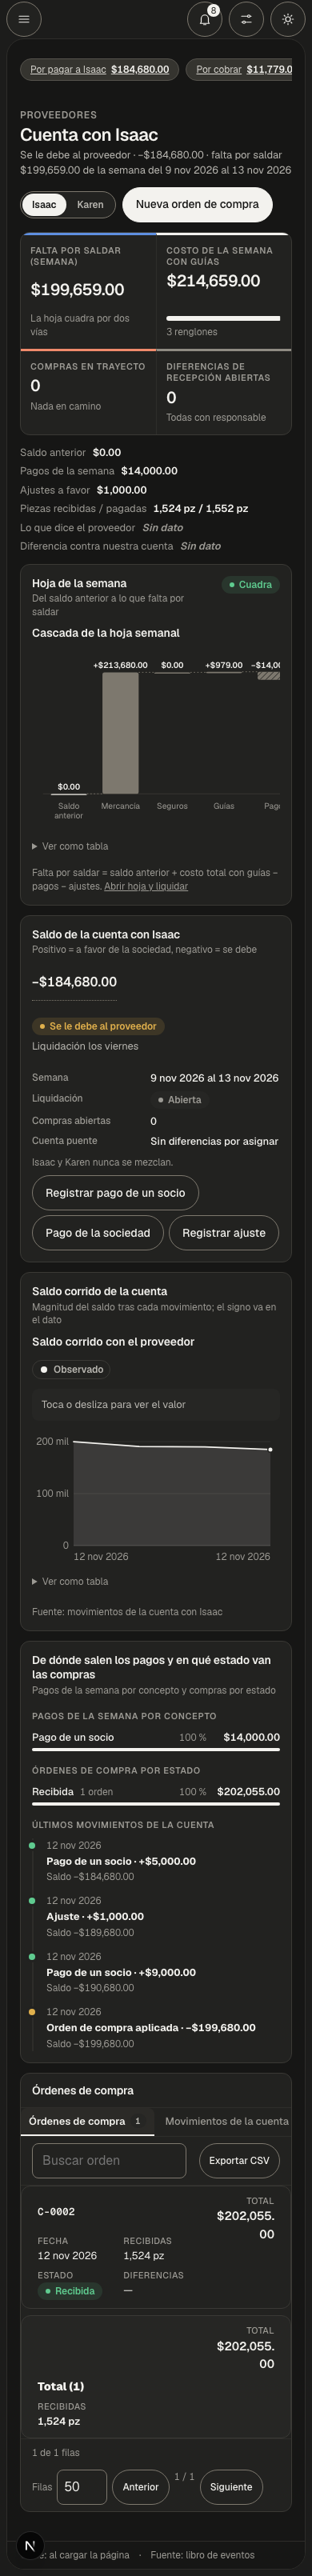 8
Por pagar a Isaac $184,680.00
Por cobrar $11,779.0
PROVEEDORES
Cuenta con Isaac
Se le debe al proveedor · −$184,680.00 · falta por saldar
$199,659.00 de la semana del 9 nov 2026 al 13 nov 2026
Isaac Karen Nueva orden de compra
FALTA POR SALDAR (SEMANA)
$199,659.00
La hoja cuadra por dos vías
COSTO DE LA SEMANA CON GUÍAS
$214,659.00
3 renglones
COMPRAS EN TRAYECTO
0
Nada en camino
DIFERENCIAS DE RECEPCIÓN ABIERTAS
0
Todas con responsable
Saldo anterior $0.00
Pagos de la semana $14,000.00
Ajustes a favor $1,000.00
Piezas recibidas / pagadas 1,524 pz / 1,552 pz
Lo que dice el proveedor Sin dato
Diferencia contra nuestra cuenta Sin dato
Hoja de la semana
Cuadra
Del saldo anterior a lo que falta por
saldar
Cascada de la hoja semanal
+$213,680.00 $0.00 +$979.00 −$14,00
$0.00
Saldo anterior Mercancía Seguros Guías Pago
▶ Ver como tabla
Falta por saldar = saldo anterior + costo total con guías −
pagos − ajustes. Abrir hoja y liquidar
Saldo de la cuenta con Isaac
Positivo = a favor de la sociedad, negativo = se debe
−$184,680.00
Se le debe al proveedor
Liquidación los viernes
Semana 9 nov 2026 al 13 nov 2026
Liquidación Abierta
Compras abiertas 0
Cuenta puente Sin diferencias por asignar
Isaac y Karen nunca se mezclan.
Registrar pago de un socio
Pago de la sociedad Registrar ajuste
Saldo corrido de la cuenta
Magnitud del saldo tras cada movimiento; el signo va en
el dato
Saldo corrido con el proveedor
Observado
Toca o desliza para ver el valor
200 mil
100 mil
0
12 nov 2026 12 nov 2026
▶ Ver como tabla
Fuente: movimientos de la cuenta con Isaac
De dónde salen los pagos y en qué estado van
las compras
Pagos de la semana por concepto y compras por estado
PAGOS DE LA SEMANA POR CONCEPTO
Pago de un socio 100 % $14,000.00
ÓRDENES DE COMPRA POR ESTADO
Recibida 1 orden 100 % $202,055.00
ÚLTIMOS MOVIMIENTOS DE LA CUENTA
12 nov 2026
Pago de un socio · +$5,000.00
Saldo −$184,680.00
12 nov 2026
Ajuste · +$1,000.00
Saldo −$189,680.00
12 nov 2026
Pago de un socio · +$9,000.00
Saldo −$190,680.00
12 nov 2026
Orden de compra aplicada · −$199,680.00
Saldo −$199,680.00
Órdenes de compra
Órdenes de compra 1 Movimientos de la cuenta
Buscar orden Exportar CSV
C-0002
TOTAL
$202,055.
00
FECHA RECIBIDAS
12 nov 2026 1,524 pz
ESTADO DIFERENCIAS
Recibida —
TOTAL
$202,055.
00
Total (1)
RECIBIDAS
1,524 pz
1 de 1 filas
Filas 50 Anterior 1 / 1 Siguiente
N
: al cargar la página · Fuente: libro de eventos